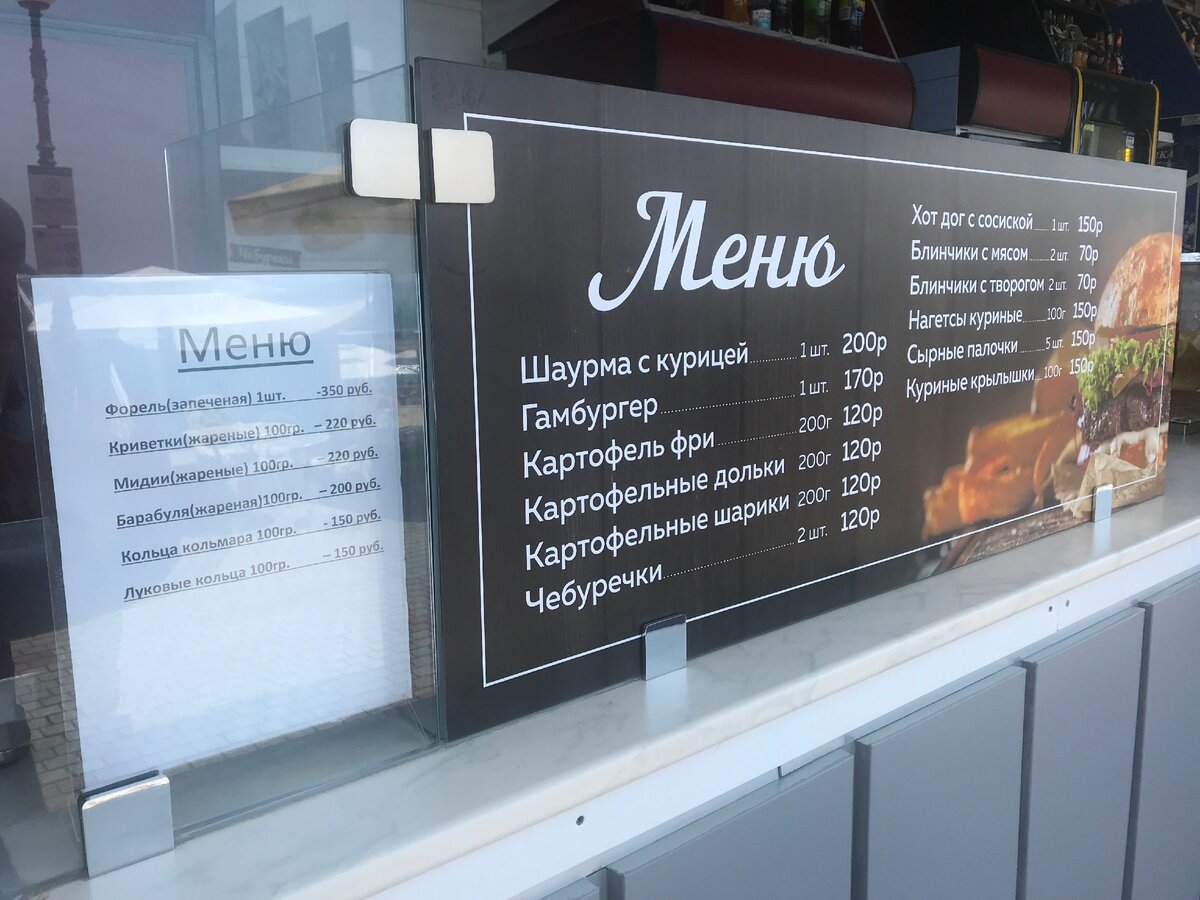 Чебуреки
Меню
Форель(запеченая) 1шт. -350 руб.
Криветки(жареные) 100гр. – 220 руб.
Мидии(жареные) 100гр. – 220 руб.
Барабуля(жареная)100гр. – 200 руб.
Кольца кольмара 100гр. - 150 руб.
Луковые кольца 100гр. – 150 руб.
Меню
Шаурма с курицей 1 шт. 200р
Гамбургер 1 шт. 170р
Картофель фри 200г 120р
Картофельные дольки 200г 120р
Картофельные шарики 200г 120р
Чебуречки 2 шт. 120р
Хот дог с сосиской 1 шт. 150р
Блинчики с мясом 2 шт. 70р
Блинчики с творогом 2 шт. 70р
Нагетсы куриные 100г 150р
Сырные палочки 5 шт. 150р
Куриные крылышки 100г 150р